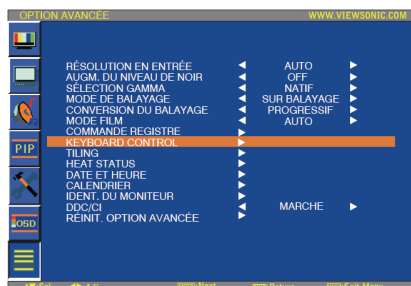 OPTION AVANCÉE WWW.VIEWSONIC.COM
RÉSOLUTION EN ENTRÉE AUTO
AUGM. DU NIVEAU DE NOIR OFF
SÉLECTION GAMMA NATIF
MODE DE BALAYAGE SUR BALAYAGE
CONVERSION DU BALAYAGE PROGRESSIF
MODE FILM AUTO
COMMANDE REGISTRE
KEYBOARD CONTROL
PIP
TILING
HEAT STATUS
DATE ET HEURE
CALENDRIER
IDENT. DU MONITEUR
DDC/CI MARCHE
OSD
RÉINIT. OPTION AVANCÉE